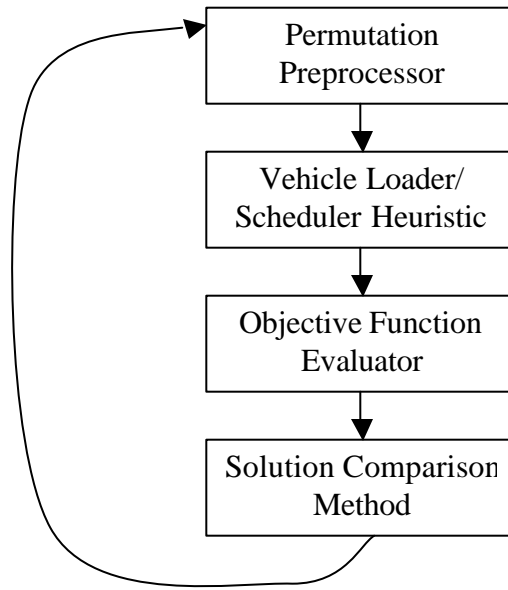 Permutation
Preprocessor
Vehicle Loader/
Scheduler Heuristic
Objective Function
Evaluator
Solution Comparison
Method